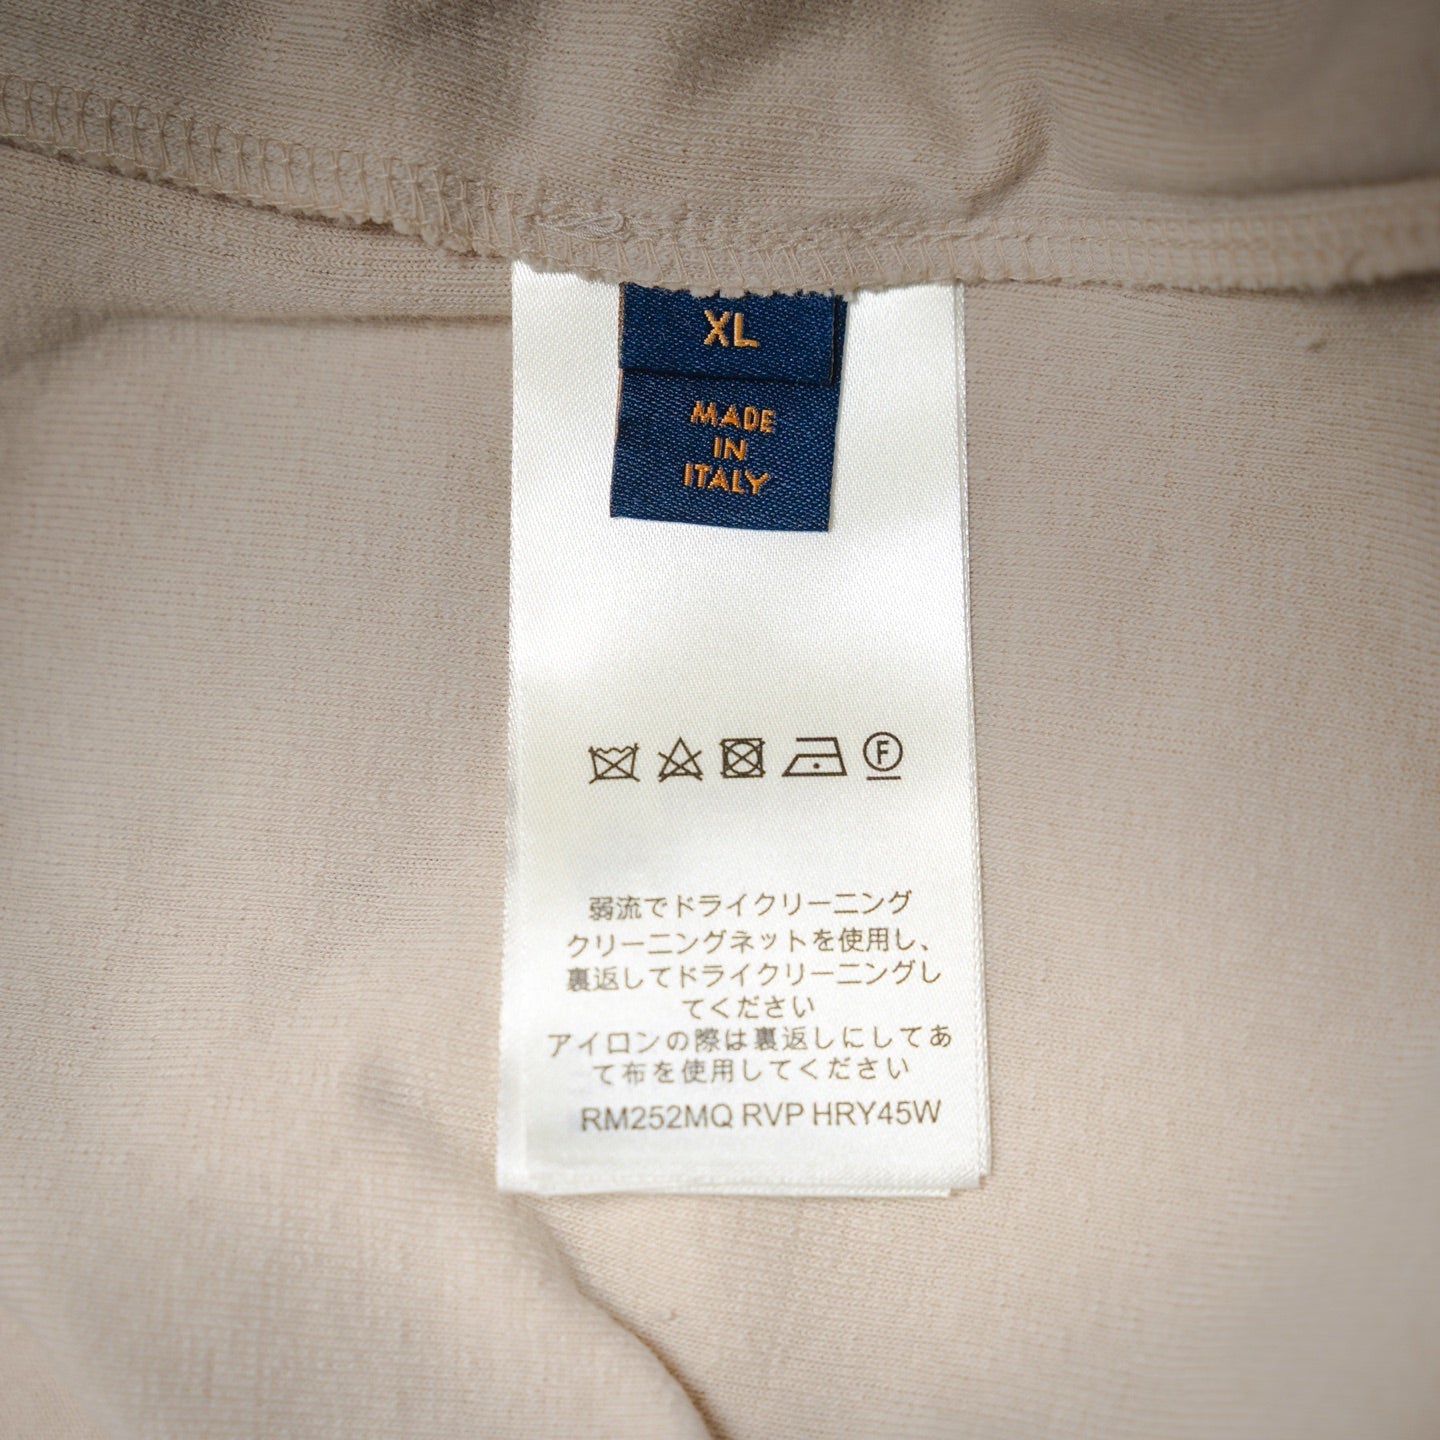 XL
MADE
IN
ITALY
F
弱流でドライクリーニング
クリーニングネットを使用し、
裏返してドライクリーニングし
てください
アイロンの際は裏返しにしてあ
て布を使用してください
RM252MQ RVP HRY45W